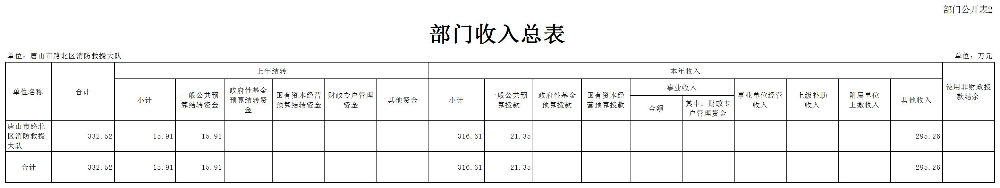 部门公开表2
部门收入总表
单位：唐山市路北区消防救援大队
单位：万元
单位名称
合计
上年结转
本年收入
使用非财政拨
款结余
小计
一般公共预
算结转资金
政府性基金
预算结转资
金
国有资本经营
预算结转资金
财政专户管理
资金
其他资金
小计
一般公共预
算拨款
政府性基金
预算拨款
国有资本经
营预算拨款
事业收入
金额
其中：财政专
户管理资金
事业单位经营
收入
上级补助
收入
附属单位
上缴收入
其他收入
唐山市路北
区消防救援
大队
332.52
15.91
15.91
316.61
21.35
295.26
合计
332.52
15.91
15.91
316.61
21.35
295.26